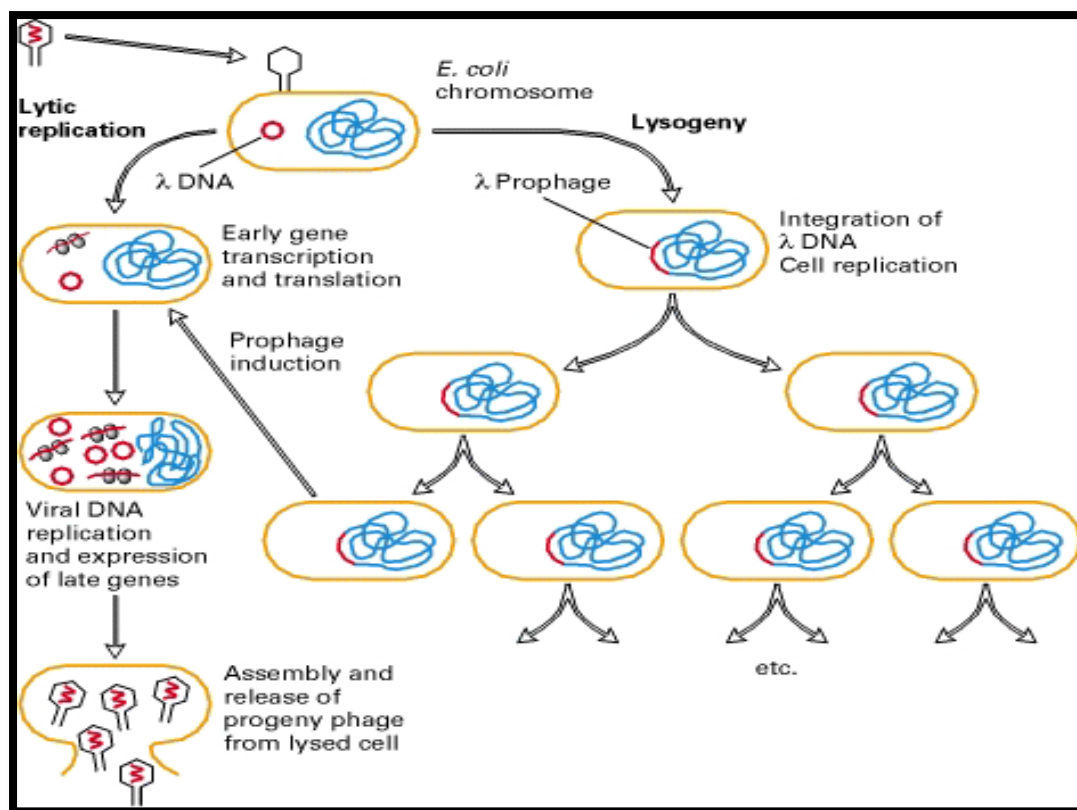 E. coli
chromosome
Lytic
replication
Lysogeny
λ DNA
λ Prophage
Early gene
transcription
and translation
Integration of
λ DNA
Cell replication
Prophage
induction
Viral DNA
replication
and expression
of late genes
etc.
Assembly and
release of
progeny phage
from lysed cell